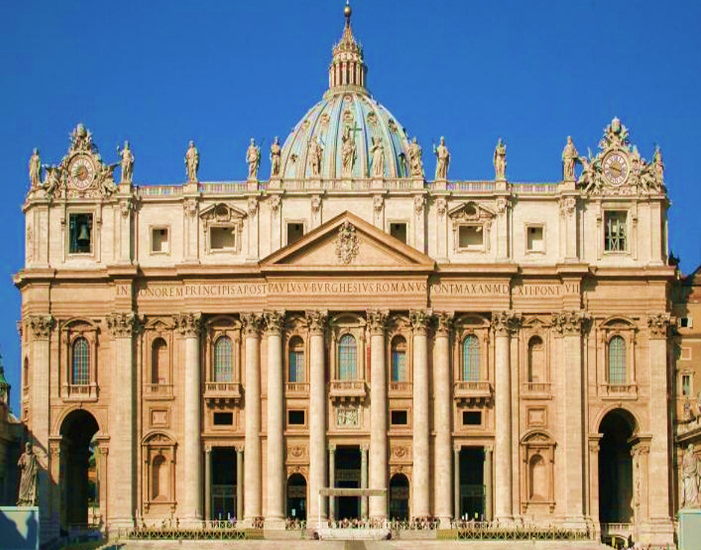 IN HONOREM PRINCIPIS APOST PAVLVS V BVRGHESIVS ROMANVS PONT MAX AN MDCXII PONT VII